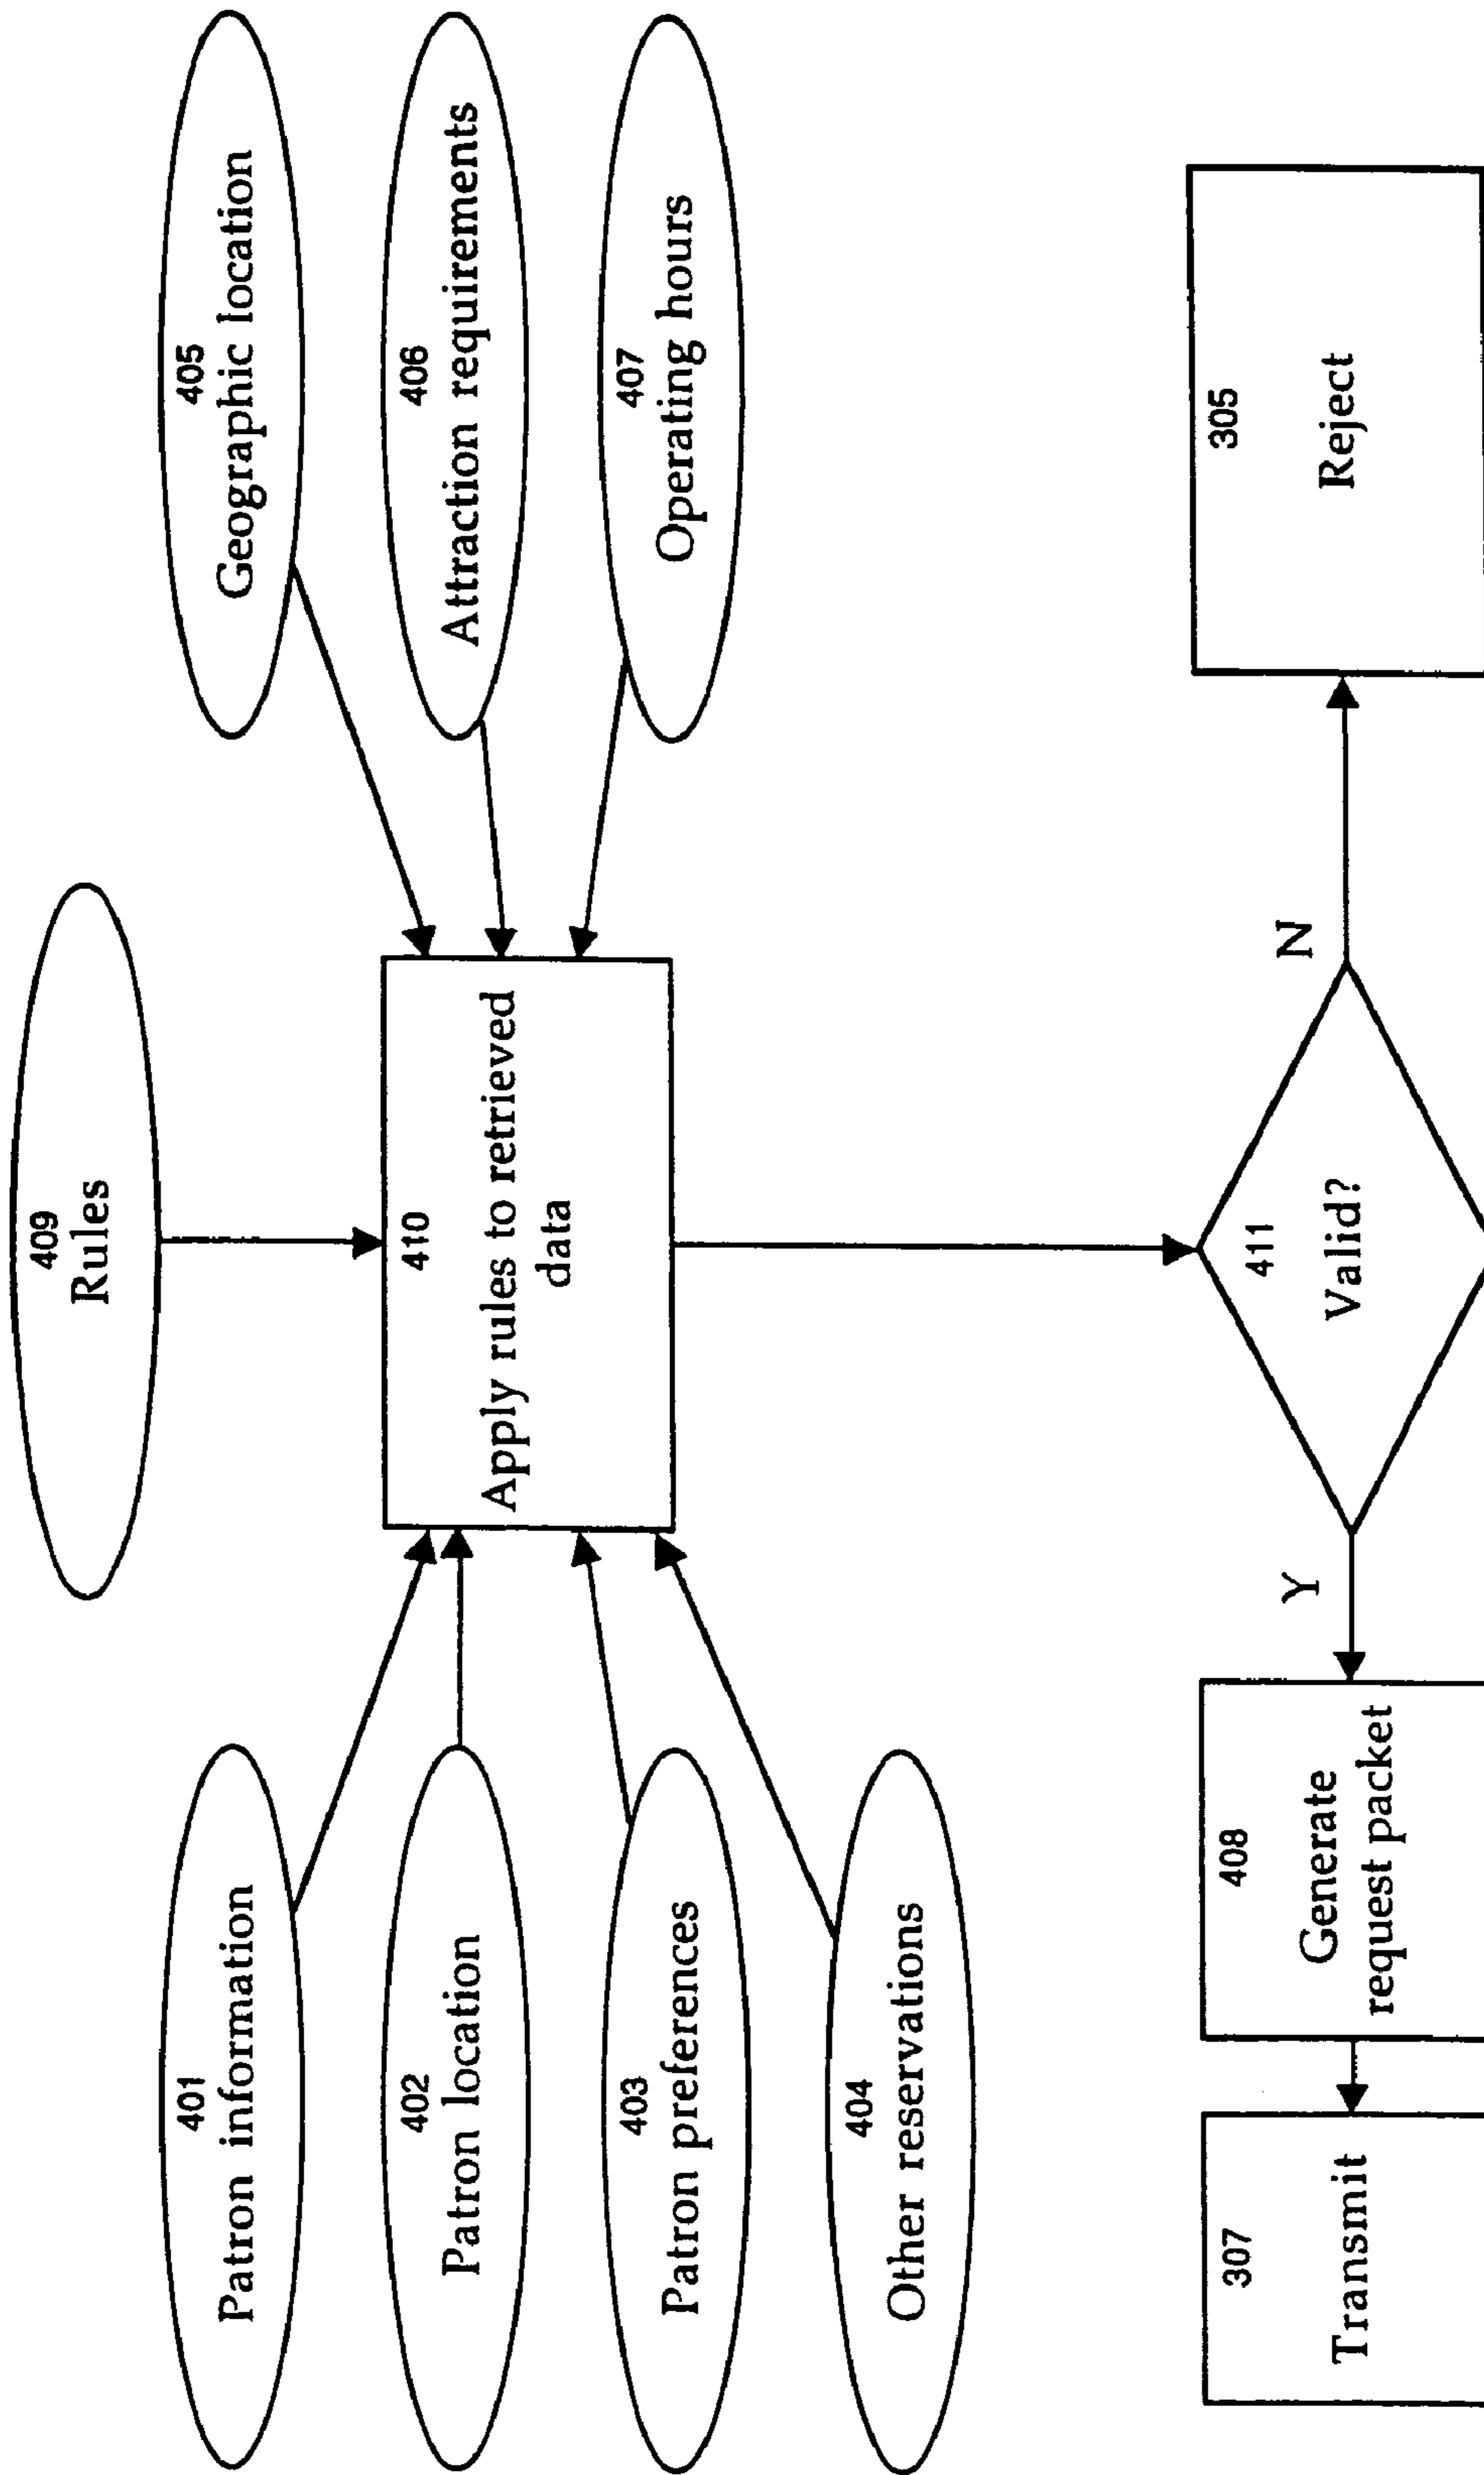 409
Rules
401
Patron information
402
Patron location
403
Patron preferences
404
Other reservations
410
Apply rules to retrieved
data
405
Geographic location
406
Attraction requirements
407
Operating hours
307
Transmit
408
Generate
request packet
Y
411
Valid?
N
305
Reject